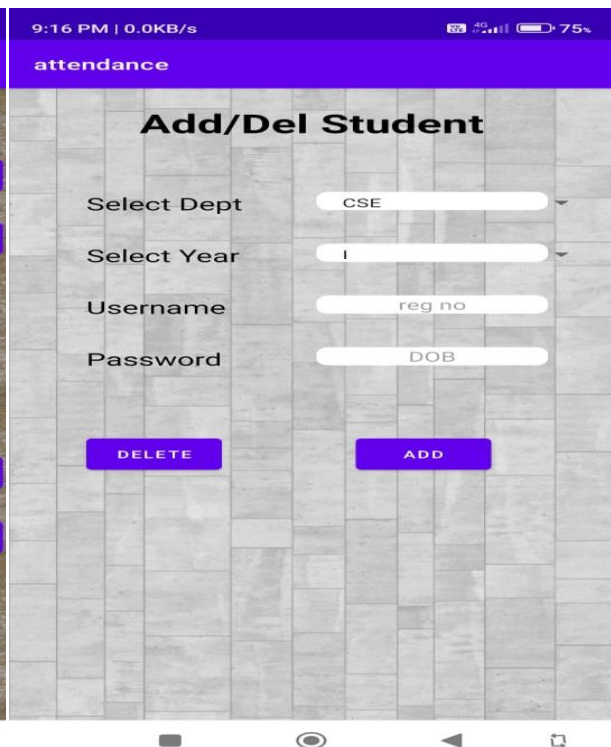 9:16 PM | 0.0KB/s 4G 75%
attendance
Add/Del Student
Select Dept CSE
Select Year I
Username reg no
Password DOB
DELETE ADD